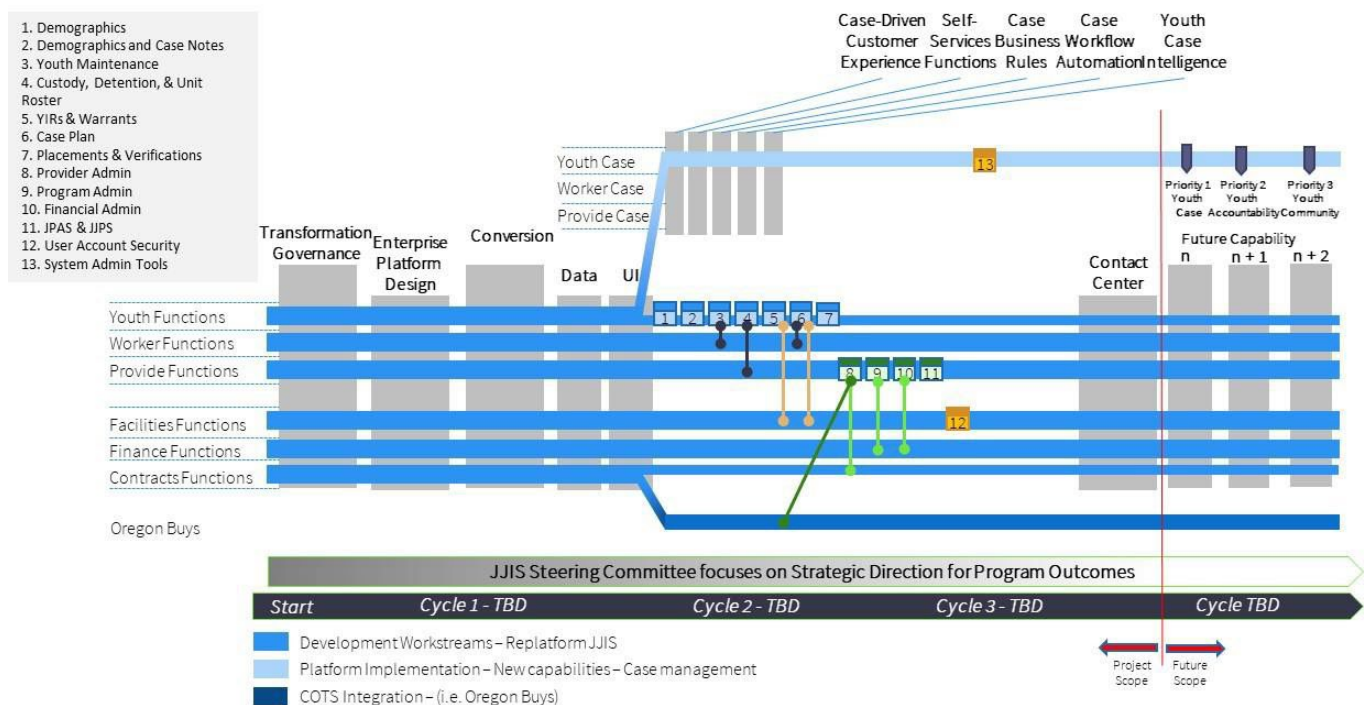 1. Demographics
2. Demographics and Case Notes
3. Youth Maintenance
4. Custody, Detention, & Unit
Roster
5. YIRs & Warrants
6. Case Plan
7. Placements & Verifications
8. Provider Admin
9. Program Admin
10. Financial Admin
11. JPAS & JJPS
12. User Account Security
13. System Admin Tools
Case-Driven
Customer
Experience
Self-
Services
Functions
Case
Business
Rules
Case
Workflow
Automation
Youth
Case
Intelligence
Youth Case
Worker Case
Provide Case
13
Priority 1
Youth
Case
Priority 2
Youth
Accountability
Priority 3
Youth
Community
Transformation
Governance
Enterprise
Platform
Design
Conversion
Data
UI
Contact
Center
Future Capability
n
n + 1
n + 2
Youth Functions
1
2
3
4
5
6
7
Worker Functions
Provide Functions
8
9
10
11
Facilities Functions
12
Finance Functions
Contracts Functions
Oregon Buys
JJIS Steering Committee focuses on Strategic Direction for Program Outcomes
Start
Cycle 1 - TBD
Cycle 2 - TBD
Cycle 3 - TBD
Cycle TBD
Development Workstreams – Replatform JJIS
Platform Implementation – New capabilities – Case management
COTS Integration – (i.e. Oregon Buys)
Project
Scope
Future
Scope